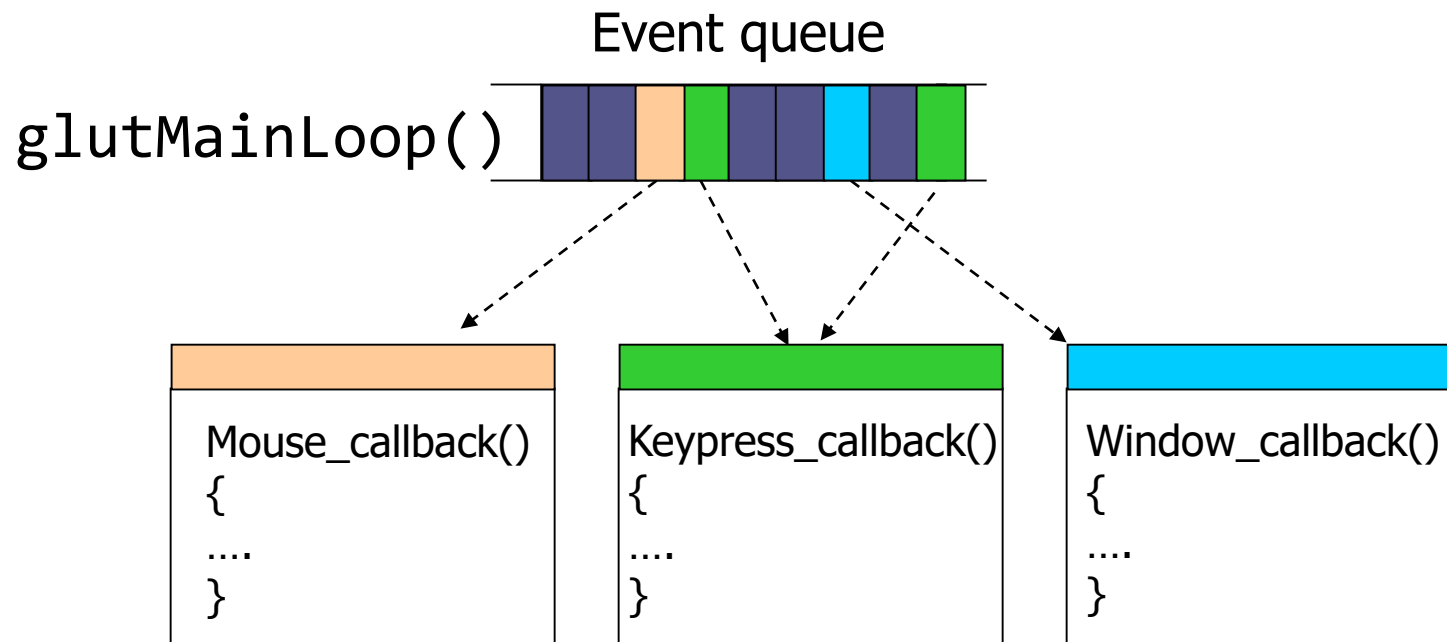 Event queue
glutMainLoop()
Mouse_callback()
{
....
}
Keypress_callback()
{
....
}
Window_callback()
{
....
}